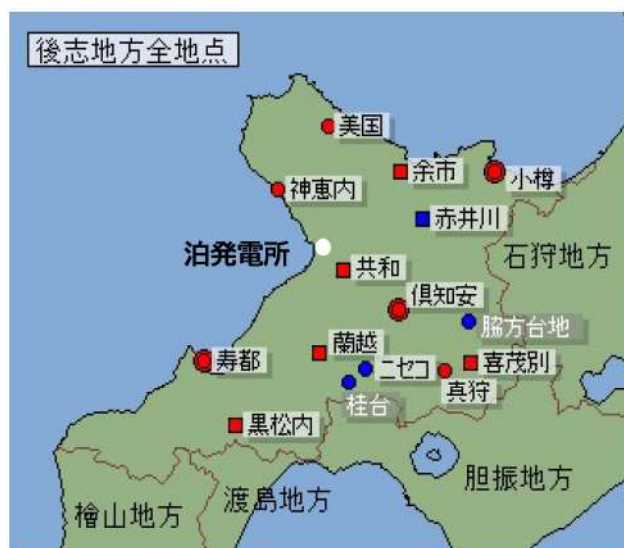 後志地方全地点
美国
余市
小樽
神恵内
赤井川
泊発電所
石狩地方
共和
倶知安
脇方台地
蘭越
寿都
ニセコ
喜茂別
真狩
桂台
黒松内
胆振地方
渡島地方
檜山地方